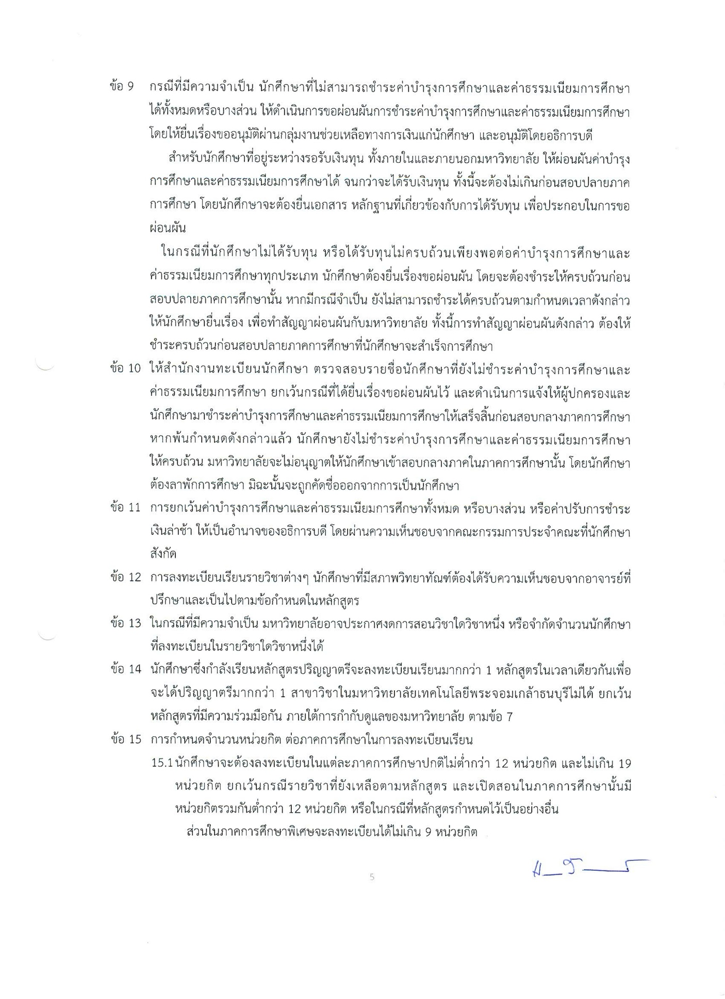 ข้อ 9 กรณีที่มีความจำเป็น นักศึกษาที่ไม่สามารถชำระค่าบำรุงการศึกษาและค่าธรรมเนียมการศึกษา
ได้ทั้งหมดหรือบางส่วน ให้ดำเนินการขอผ่อนผันการชำระค่าบำรุงการศึกษาและค่าธรรมเนียมการศึกษา
โดยให้ยื่นเรื่องขออนุมัติผ่านกลุ่มงานช่วยเหลือทางการเงินแก่นักศึกษา และอนุมัติโดยอธิการบดี
สำหรับนักศึกษาที่อยู่ระหว่างรอรับเงินทุน ทั้งภายในและภายนอกมหาวิทยาลัย ให้ผ่อนผันค่าบำรุง
การศึกษาและค่าธรรมเนียมการศึกษาได้ จนกว่าจะได้รับเงินทุน ทั้งนี้จะต้องไม่เกินก่อนสอบปลายภาค
การศึกษา โดยนักศึกษาจะต้องยื่นเอกสาร หลักฐานที่เกี่ยวข้องกับการได้รับทุน เพื่อประกอบในการขอ
ผ่อนผัน
ในกรณีที่นักศึกษาไม่ได้รับทุน หรือได้รับทุนไม่ครบถ้วนเพียงพอต่อค่าบำรุงการศึกษาและ
ค่าธรรมเนียมการศึกษาทุกประเภท นักศึกษาต้องยื่นเรื่องขอผ่อนผัน โดยจะต้องชำระให้ครบถ้วนก่อน
สอบปลายภาคการศึกษานั้น หากมีกรณีจำเป็น ยังไม่สามารถชำระได้ครบถ้วนตามกำหนดเวลาดังกล่าว
ให้นักศึกษายื่นเรื่อง เพื่อทำสัญญาผ่อนผันกับมหาวิทยาลัย ทั้งนี้การทำสัญญาผ่อนผันดังกล่าว ต้องให้
ชำระครบถ้วนก่อนสอบปลายภาคการศึกษาที่นักศึกษาจะสำเร็จการศึกษา
ข้อ 10 ให้สำนักงานทะเบียนนักศึกษา ตรวจสอบรายชื่อนักศึกษาที่ยังไม่ชำระค่าบำรุงการศึกษาและ
ค่าธรรมเนียมการศึกษา ยกเว้นกรณีที่ได้ยื่นเรื่องขอผ่อนผันไว้ และดำเนินการแจ้งให้ผู้ปกครองและ
นักศึกษามาชำระค่าบำรุงการศึกษาและค่าธรรมเนียมการศึกษาให้เสร็จสิ้นก่อนสอบกลางภาคการศึกษา
หากพ้นกำหนดดังกล่าวแล้ว นักศึกษายังไม่ชำระค่าบำรุงการศึกษาและค่าธรรมเนียมการศึกษา
ให้ครบถ้วน มหาวิทยาลัยจะไม่อนุญาตให้นักศึกษาเข้าสอบกลางภาคในภาคการศึกษานั้น โดยนักศึกษา
ต้องลาพักการศึกษา มิฉะนั้นจะถูกคัดชื่อออกจากการเป็นนักศึกษา
ข้อ 11 การยกเว้นค่าบำรุงการศึกษาและค่าธรรมเนียมการศึกษาทั้งหมด หรือบางส่วน หรือค่าปรับการชำระ
เงินล่าช้า ให้เป็นอำนาจของอธิการบดี โดยผ่านความเห็นชอบจากคณะกรรมการประจำคณะที่นักศึกษา
สังกัด
ข้อ 12 การลงทะเบียนเรียนรายวิชาต่างๆ นักศึกษาที่มีสภาพวิทยาทัณฑ์ต้องได้รับความเห็นชอบจากอาจารย์ที่
ปรึกษาและเป็นไปตามข้อกำหนดในหลักสูตร
ข้อ 13 ในกรณีที่มีความจำเป็น มหาวิทยาลัยอาจประกาศงดการสอนวิชาใดวิชาหนึ่ง หรือจำกัดจำนวนนักศึกษา
ที่ลงทะเบียนในรายวิชาใดวิชาหนึ่งได้
ข้อ 14 นักศึกษาซึ่งกำลังเรียนหลักสูตรปริญญาตรีจะลงทะเบียนเรียนมากกว่า 1 หลักสูตรในเวลาเดียวกันเพื่อ
จะได้ปริญญาตรีมากกว่า 1 สาขาวิชาในมหาวิทยาลัยเทคโนโลยีพระจอมเกล้าธนบุรีไม่ได้ ยกเว้น
หลักสูตรที่มีความร่วมมือกัน ภายใต้การกำกับดูแลของมหาวิทยาลัย ตามข้อ 7
ข้อ 15 การกำหนดจำนวนหน่วยกิต ต่อภาคการศึกษาในการลงทะเบียนเรียน
15.1 นักศึกษาจะต้องลงทะเบียนในแต่ละภาคการศึกษาปกติไม่ต่ำกว่า 12 หน่วยกิต และไม่เกิน 19
หน่วยกิต ยกเว้นกรณีรายวิชาที่ยังเหลือตามหลักสูตร และเปิดสอนในภาคการศึกษานั้นมี
หน่วยกิตรวมกันต่ำกว่า 12 หน่วยกิต หรือในกรณีที่หลักสูตรกำหนดไว้เป็นอย่างอื่น
ส่วนในภาคการศึกษาพิเศษจะลงทะเบียนได้ไม่เกิน 9 หน่วยกิต
5